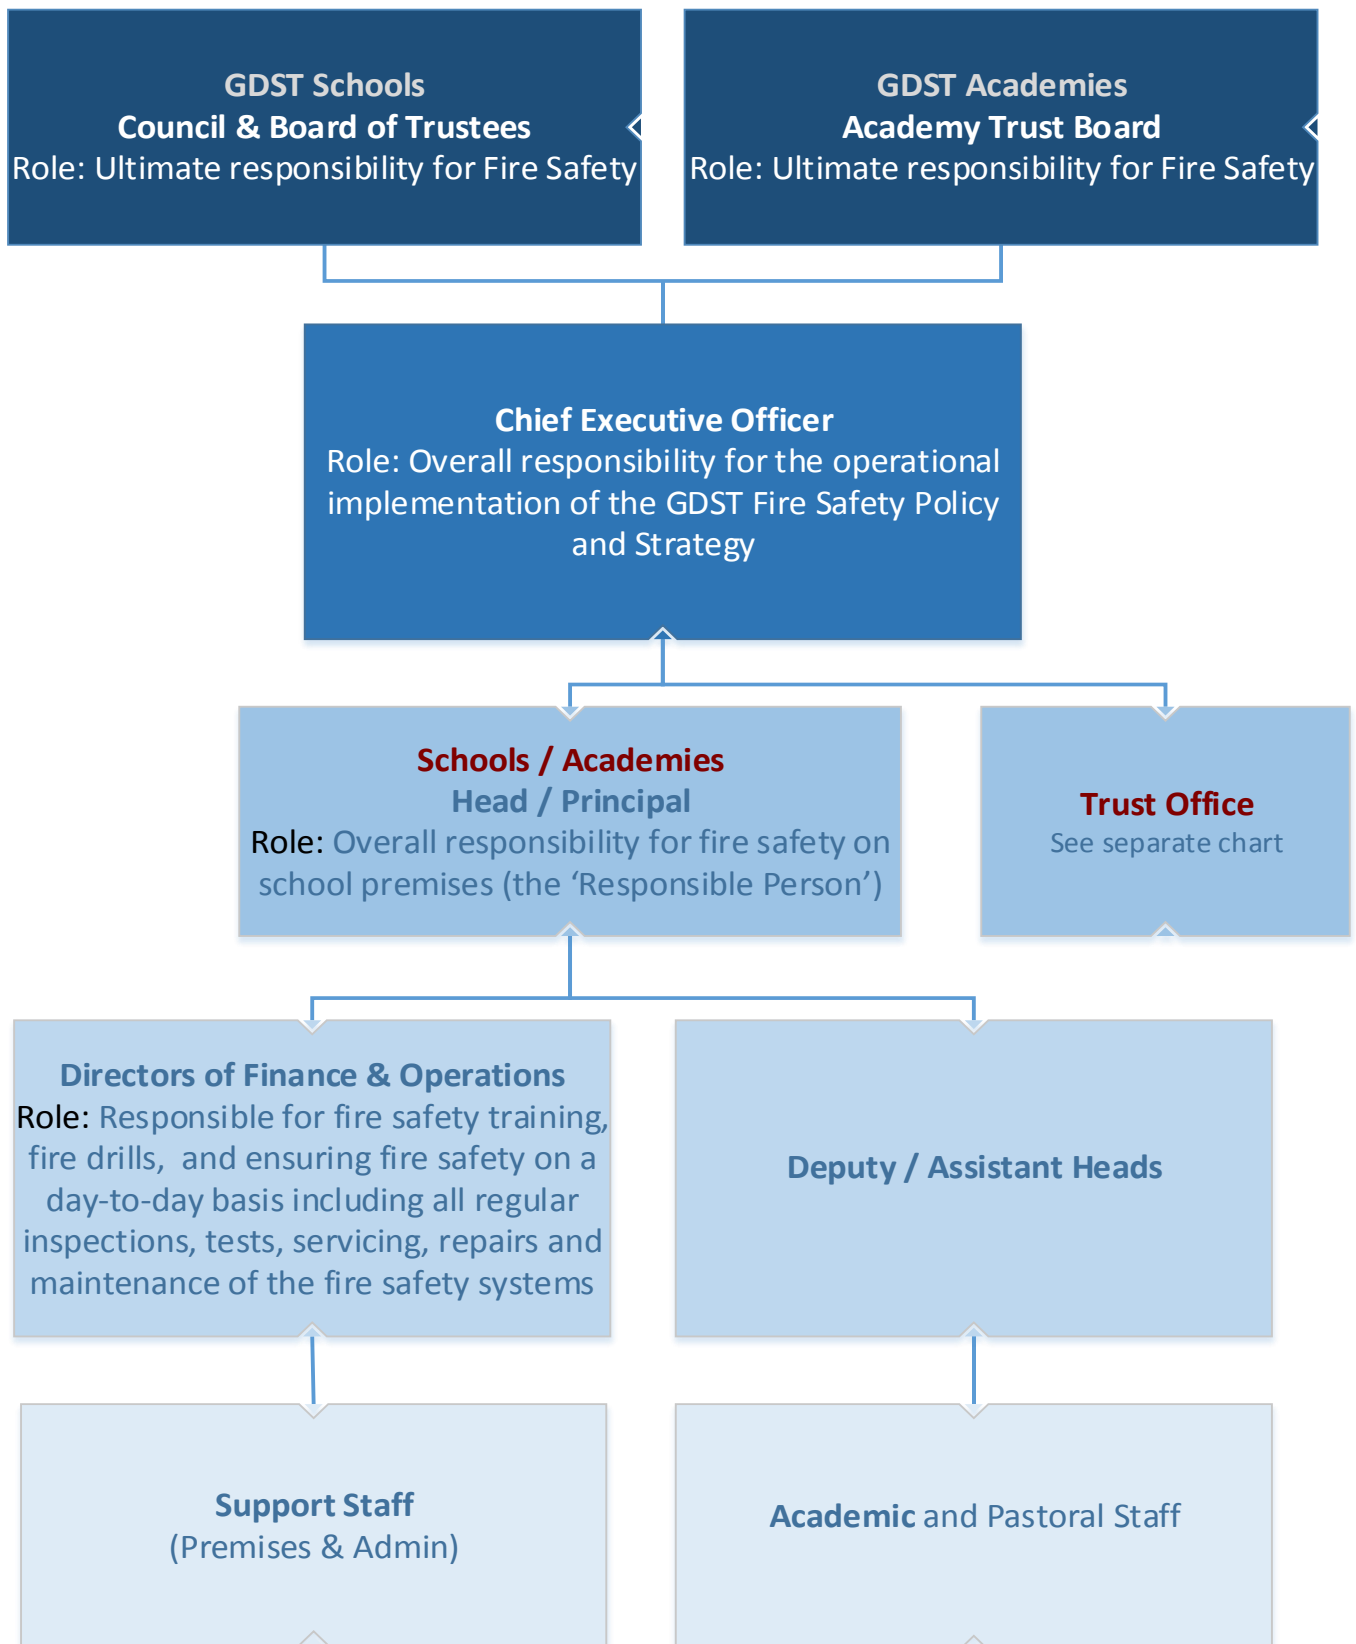 GDST Schools
Council & Board of Trustees
Role: Ultimate responsibility for Fire Safety
GDST Academies
Academy Trust Board
Role: Ultimate responsibility for Fire Safety
Chief Executive Officer
Role: Overall responsibility for the operational
implementation of the GDST Fire Safety Policy
and Strategy
Schools / Academies
Head / Principal
Role: Overall responsibility for fire safety on
school premises (the ‘Responsible Person’)
Trust Office
See separate chart
Directors of Finance & Operations
Role: Responsible for fire safety training,
fire drills, and ensuring fire safety on a
day-to-day basis including all regular
inspections, tests, servicing, repairs and
maintenance of the fire safety systems
Deputy / Assistant Heads
Support Staff
(Premises & Admin)
Academic and Pastoral Staff